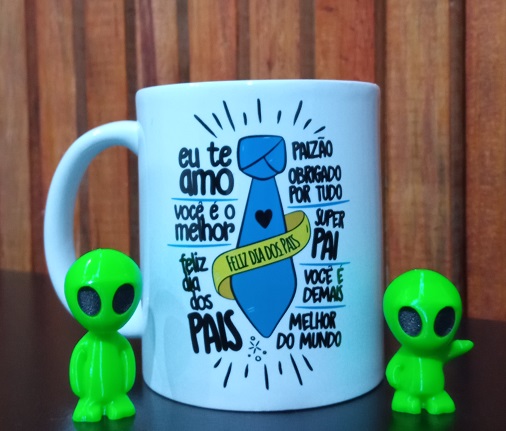 eu te
amo
você é o
melhor
feliz
dia
dos
PAIS
FELIZ DIA DOS PAIS
PAIZÃO
OBRIGADO
POR TUDO
SUPER
PAI
VOCÊ É
DEMAIS
MELHOR
DO MUNDO